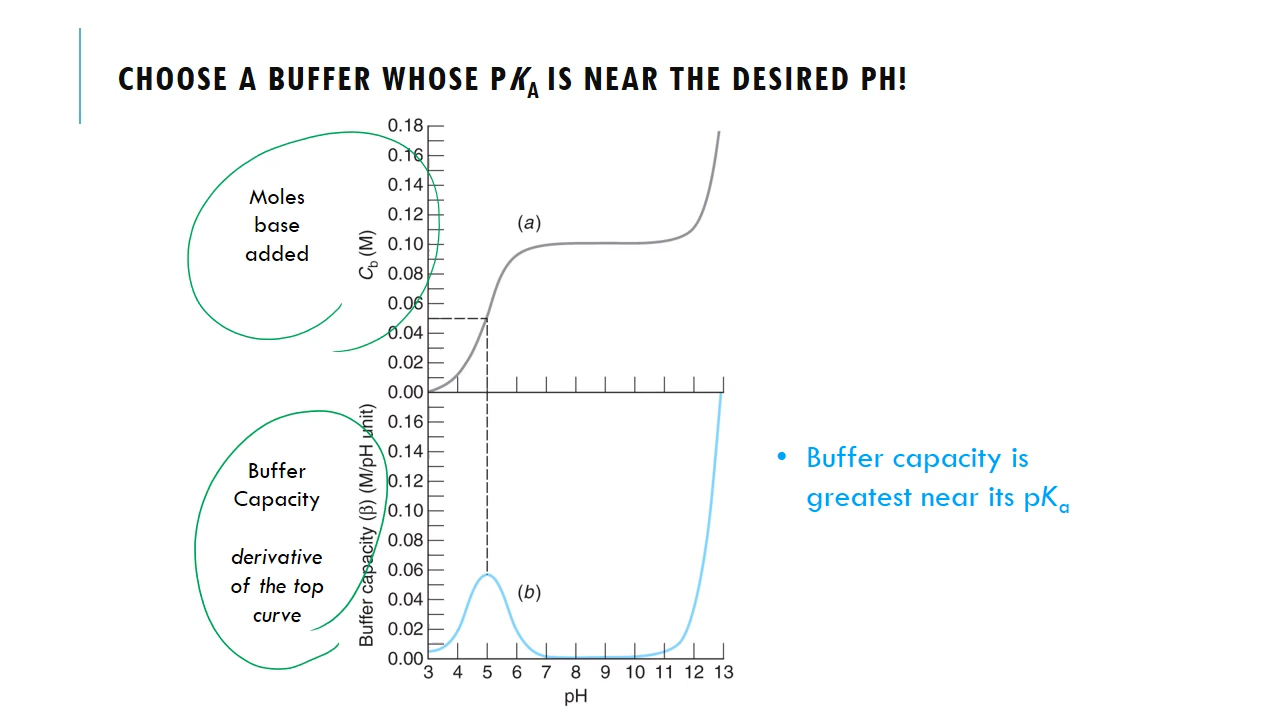 CHOOSE A BUFFER WHOSE PKA IS NEAR THE DESIRED PH!
Moles
base
added
Cb (M)
0.18
0.16
0.14
0.12
0.10
0.08
0.06
0.04
0.02
0.00
(a)
Buffer
Capacity
derivative
of the top
curve
Buffer capacity (β) (M/pH unit)
0.16
0.14
0.12
0.10
0.08
0.06
0.04
0.02
0.00
(b)
3 4 5 6 7 8 9 10 11 12 13
pH
• Buffer capacity is
greatest near its pKa